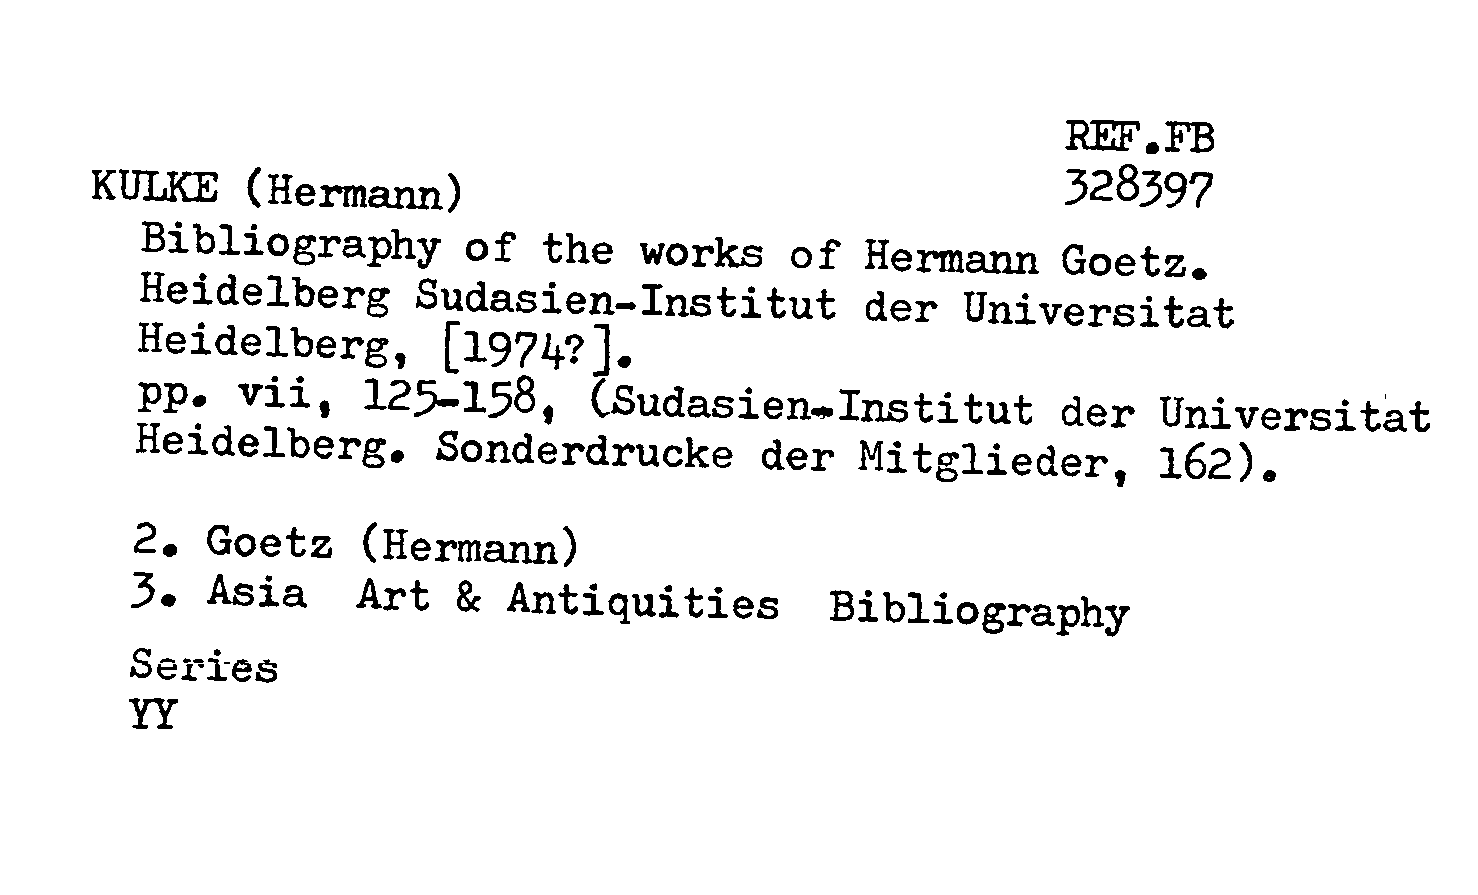 REF.FB
KULKE (Hermann) 328397
Bibliography of the works of Hermann Goetz.
Heidelberg Sudasien-Institut der Universitat
Heidelberg, [1974?].
pp. vii, 125-158, (Sudasien-Institut der Universitat
Heidelberg. Sonderdrucke der Mitglieder, 162).
2. Goetz (Hermann)
3. Asia Art & Antiquities Bibliography
Series
YY